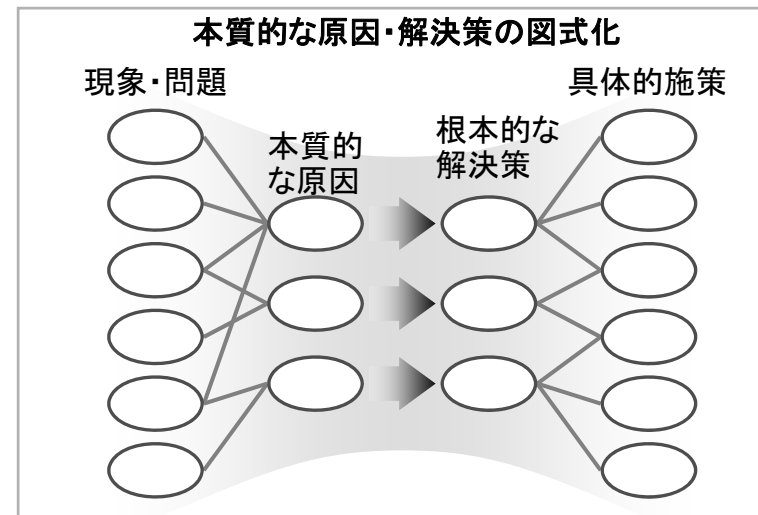 本質的な原因・解決策の図式化
現象・問題
具体的施策
本質的
な原因
根本的な
解決策